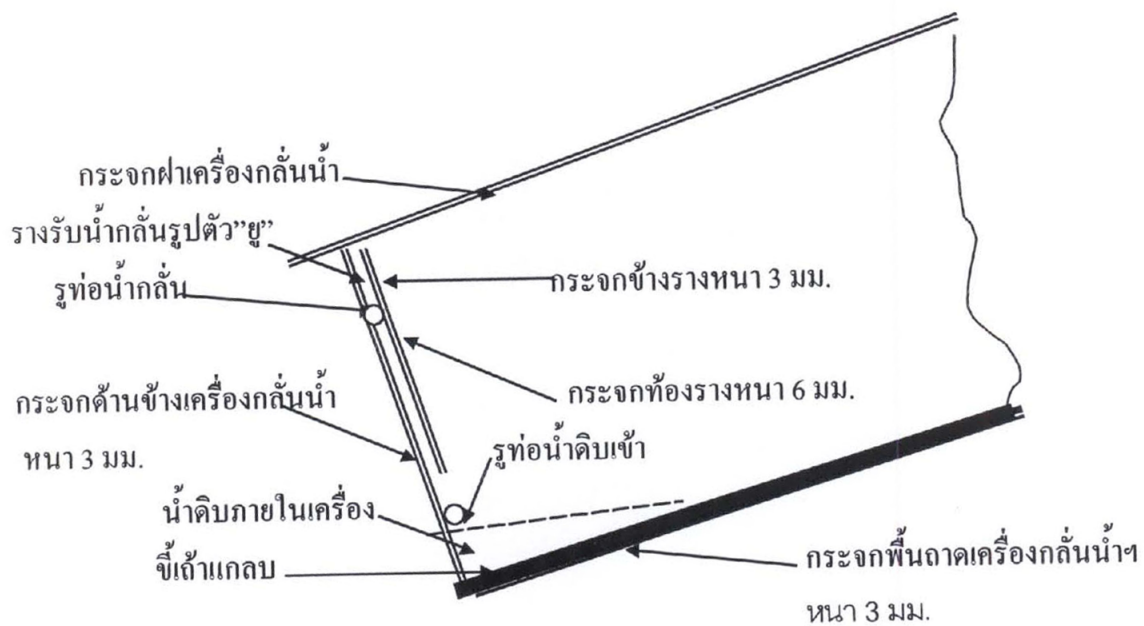 กระจกฝาเครื่องกลั่นน้ำ
รางรับน้ำกลั่นรูปตัว”ยู”
รูท่อน้ำกลั่น
กระจกข้างรางหนา 3 มม.
กระจกท้องรางหนา 6 มม.
กระจกด้านข้างเครื่องกลั่นน้ำ
หนา 3 มม.
รูท่อน้ำดิบเข้า
น้ำดิบภายในเครื่อง
ขี้เถ้าแกลบ
กระจกพื้นถาดเครื่องกลั่นน้ำฯ
หนา 3 มม.